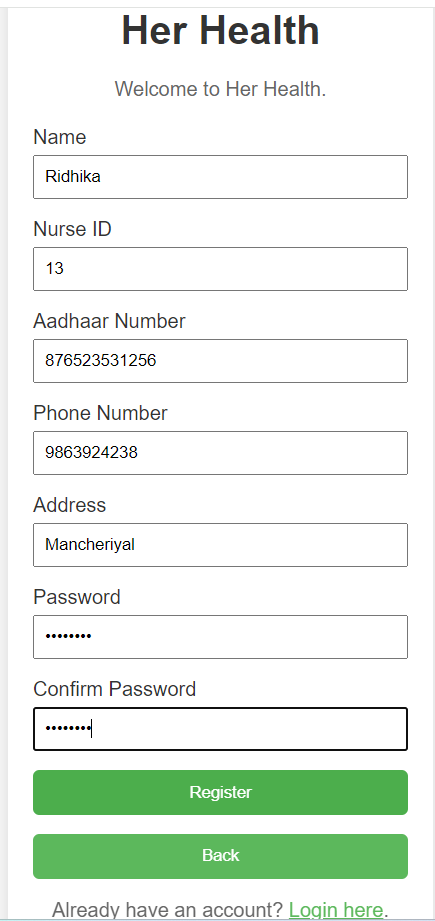 Her Health
Welcome to Her Health.
Name
Ridhika
Nurse ID
13
Aadhaar Number
876523531256
Phone Number
9863924238
Address
Mancheriyal
Password
••••••••
Confirm Password
••••••••
Register
Back
Already have an account? Login here.